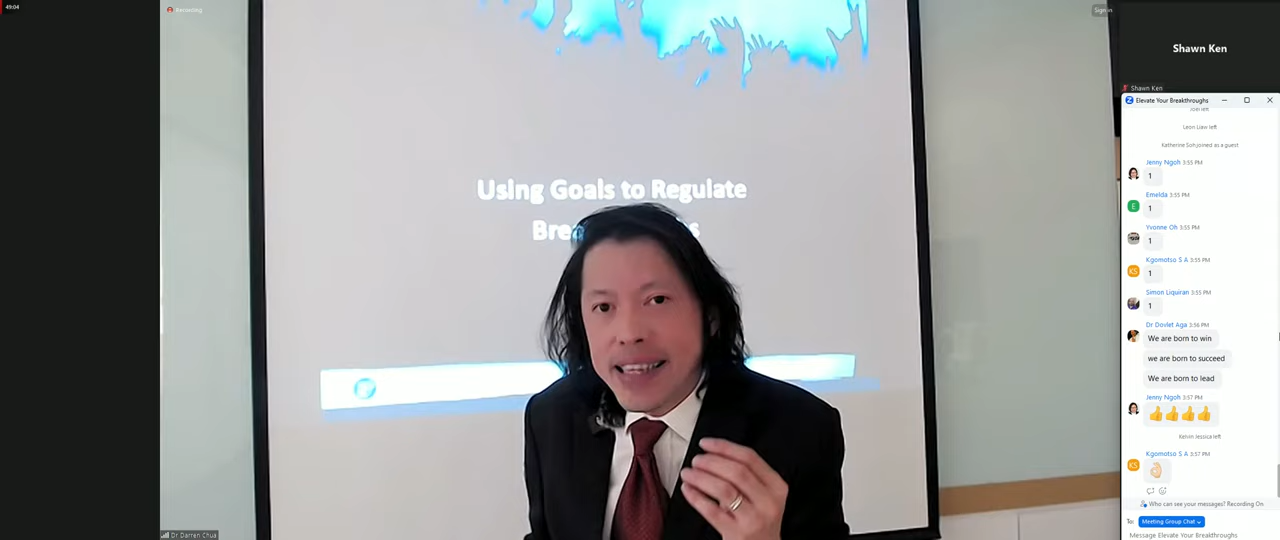 49:04
Recording
Sign in
Using Goals to Regulate
Shawn Ken
Shawn Ken
Elevate Your Breakthroughs
Leon Liaw left
Katherine Soh joined as a guest
Jenny Ngoh 3:55 PM
1
Emelda 3:55 PM
E
1
Yvonne Oh 3:55 PM
1
Kgomotso S A 3:55 PM
KS
1
Simon Liquiran 3:55 PM
1
Dr Dovlet Aga 3:56 PM
We are born to win
we are born to succeed
We are born to lead
Jenny Ngoh 3:57 PM
left
Kgomotso S A 3:57 PM
KS
Who can see your messages? Recording On
To: Meeting Group Chat
Message Elevate Your Breakthroughs
Dr Darren Chua